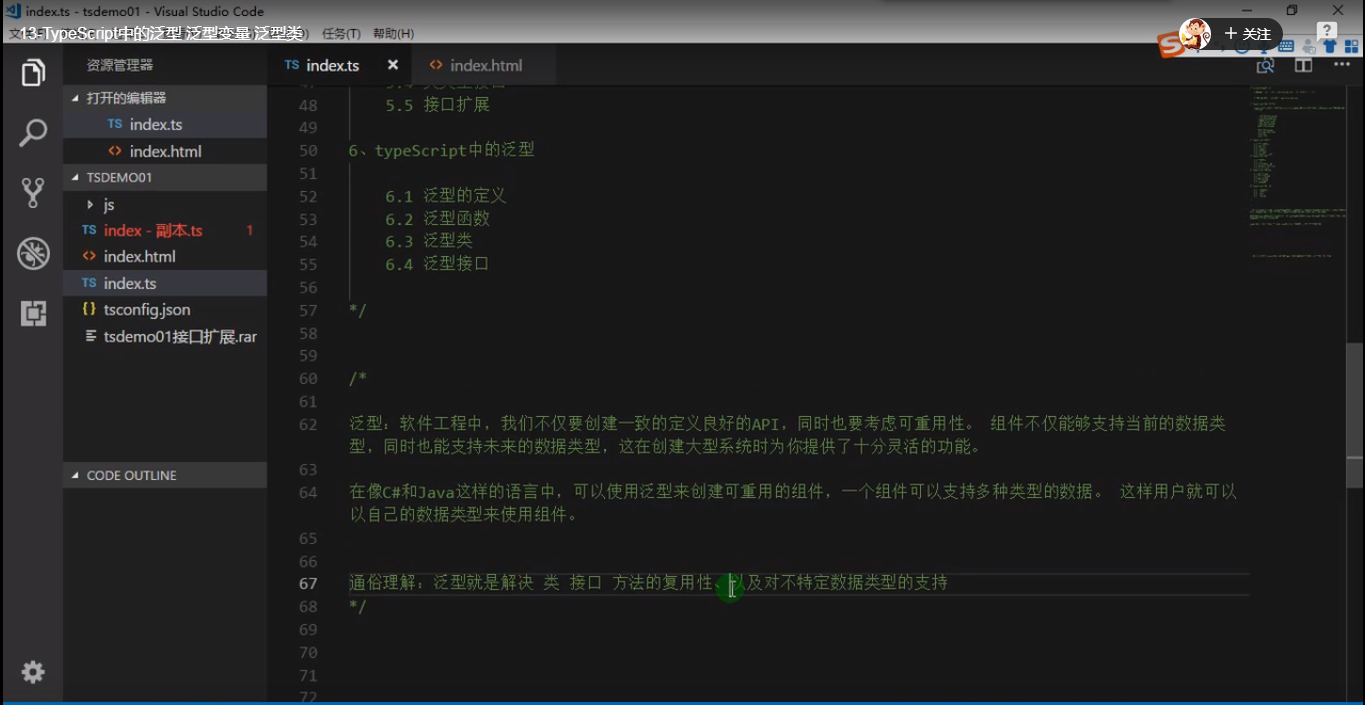 index.ts - tsdemo01 - Visual Studio Code
13-TypeScript中的泛型 泛型变量 泛型类
任务(T) 帮助(H)
+ 关注
?
资源管理器
TS index.ts ×
<> index.html
打开的编辑器
TS index.ts
<> index.html
TSDEMO01
js
TS index - 副本.ts 1
<> index.html
TS index.ts
{} tsconfig.json
tsdemo01接口扩展.rar
CODE OUTLINE
48 5.5 接口扩展
49
50 6、typeScript中的泛型
51
52 6.1 泛型的定义
53 6.2 泛型函数
54 6.3 泛型类
55 6.4 泛型接口
56
57 */
58
59
60 /*
61
62 泛型：软件工程中，我们不仅要创建一致的定义良好的API，同时也要考虑可重用性。 组件不仅能够支持当前的数据类
型，同时也能支持未来的数据类型，这在创建大型系统时为你提供了十分灵活的功能。
63
64 在像C#和Java这样的语言中，可以使用泛型来创建可重用的组件，一个组件可以支持多种类型的数据。 这样用户就可以
以自己的数据类型来使用组件。
65
66
67 通俗理解：泛型就是解决 类 接口 方法的复用性、以及对不特定数据类型的支持
68 */
69
70
71
72